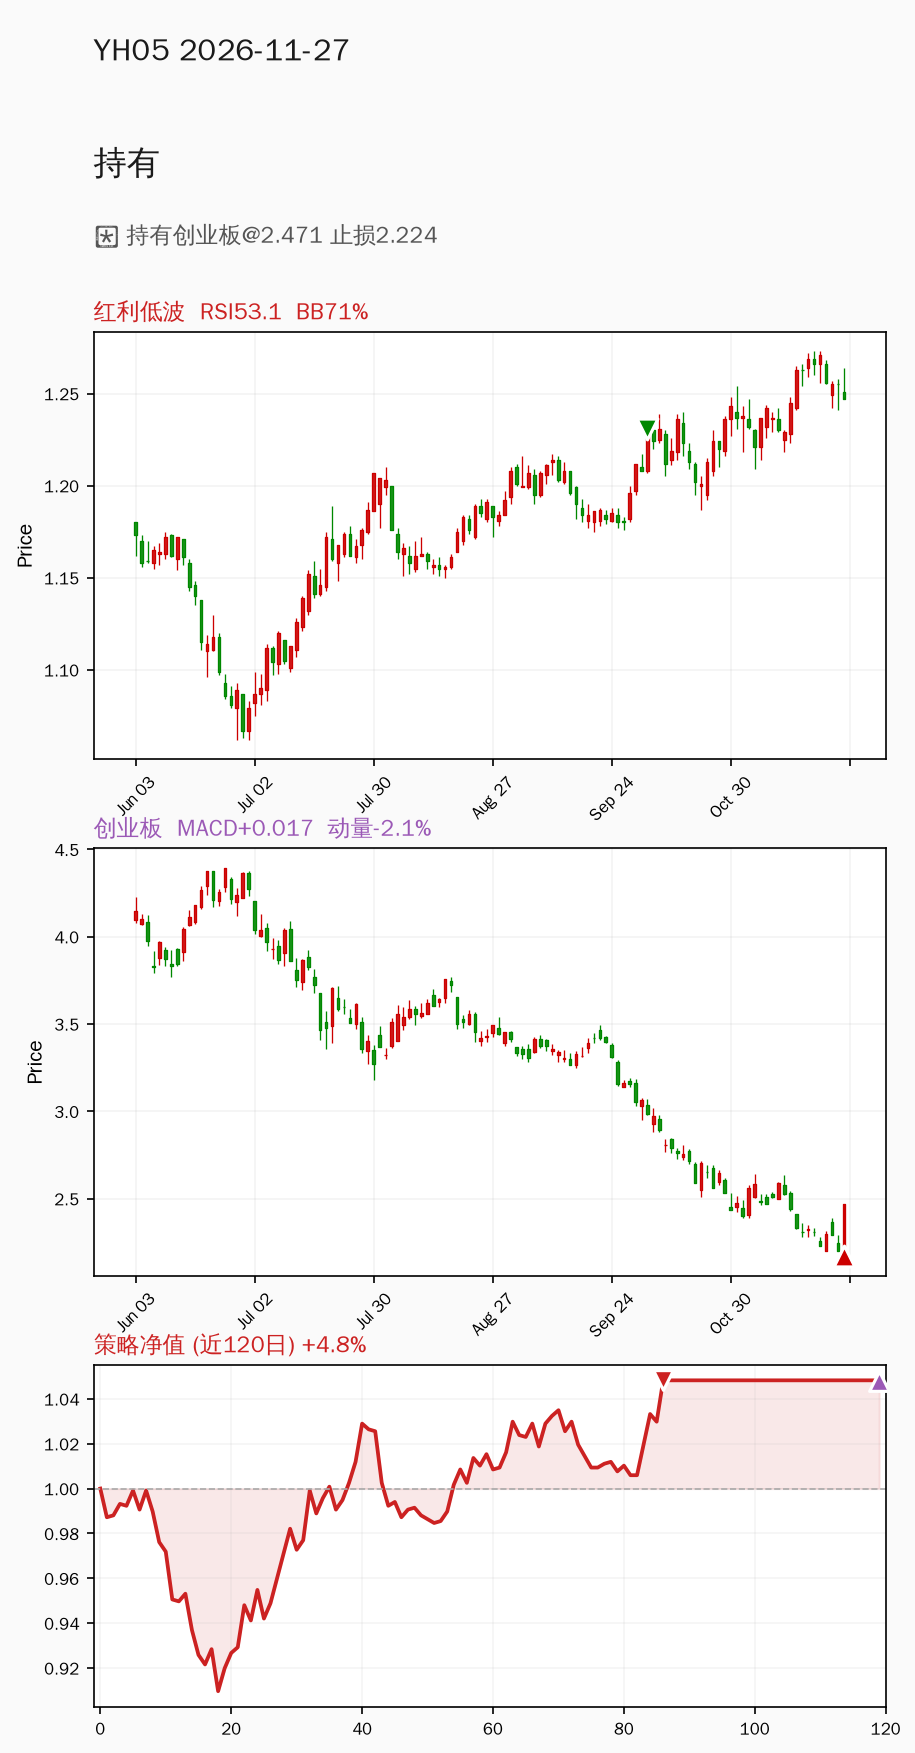 YH05 2026-11-27
持有
持有创业板@2.471 止损2.224
红利低波 RSI53.1 BB71%
1.25
1.20
1.15
1.10
Price
Jun 03
Jul 02
Jul 30
Aug 27
Sep 24
Oct 30
创业板 MACD+0.017 动量-2.1%
4.5
4.0
3.5
3.0
2.5
Price
Jun 03
Jul 02
Jul 30
Aug 27
Sep 24
Oct 30
策略净值 (近120日) +4.8%
1.04
1.02
1.00
0.98
0.96
0.94
0.92
0 20 40 60 80 100 120